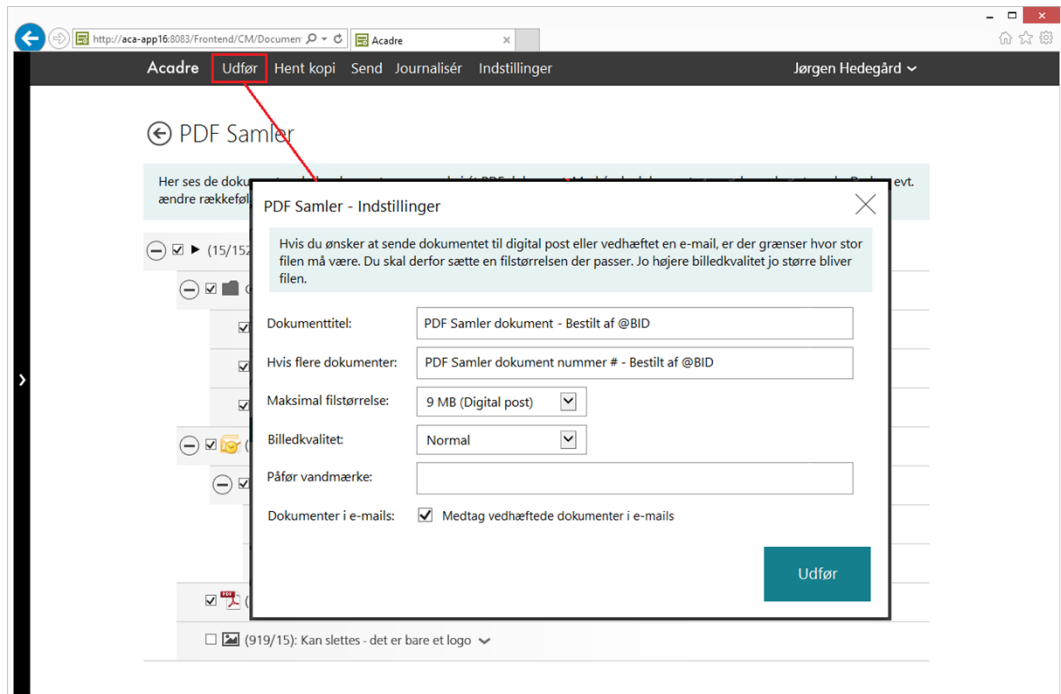 http://aca-app16:8083/Frontend/CM/Documen
Acadre
Acadre Udfør Hent kopi Send Journalisér Indstillinger Jørgen Hedegård
PDF Samler
Her ses de doku
evt.
ændre rækkeføl
PDF Samler - Indstillinger
Hvis du ønsker at sende dokumentet til digital post eller vedhæftet en e-mail, er der grænser hvor stor
filen må være. Du skal derfor sætte en filstørrelsen der passer. Jo højere billedkvalitet jo større bliver
filen.
(15/152
Dokumenttitel: PDF Samler dokument - Bestilt af @BID
Hvis flere dokumenter: PDF Samler dokument nummer # - Bestilt af @BID
Maksimal filstørrelse: 9 MB (Digital post)
Billedkvalitet: Normal
Påfør vandmærke:
Dokumenter i e-mails: Medtag vedhæftede dokumenter i e-mails
Udfør
(919/15): Kan slettes - det er bare et logo